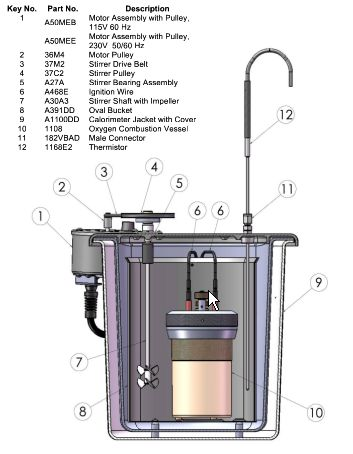 Key No. Part No. Description
1 A50MEB Motor Assembly with Pulley,
115V 60 Hz
A50MEE Motor Assembly with Pulley,
230V 50/60 Hz
2 36M4 Motor Pulley
3 37M2 Stirrer Drive Belt
4 37C2 Stirrer Pulley
5 A27A Stirrer Bearing Assembly
6 A468E Ignition Wire
7 A30A3 Stirrer Shaft with Impeller
8 A391DD Oval Bucket
9 A1100DD Calorimeter Jacket with Cover
10 1108 Oxygen Combustion Vessel
11 182VBAD Male Connector
12 1168E2 Thermistor
12
4
3
5
2
6 6
11
1
9
7
8
10